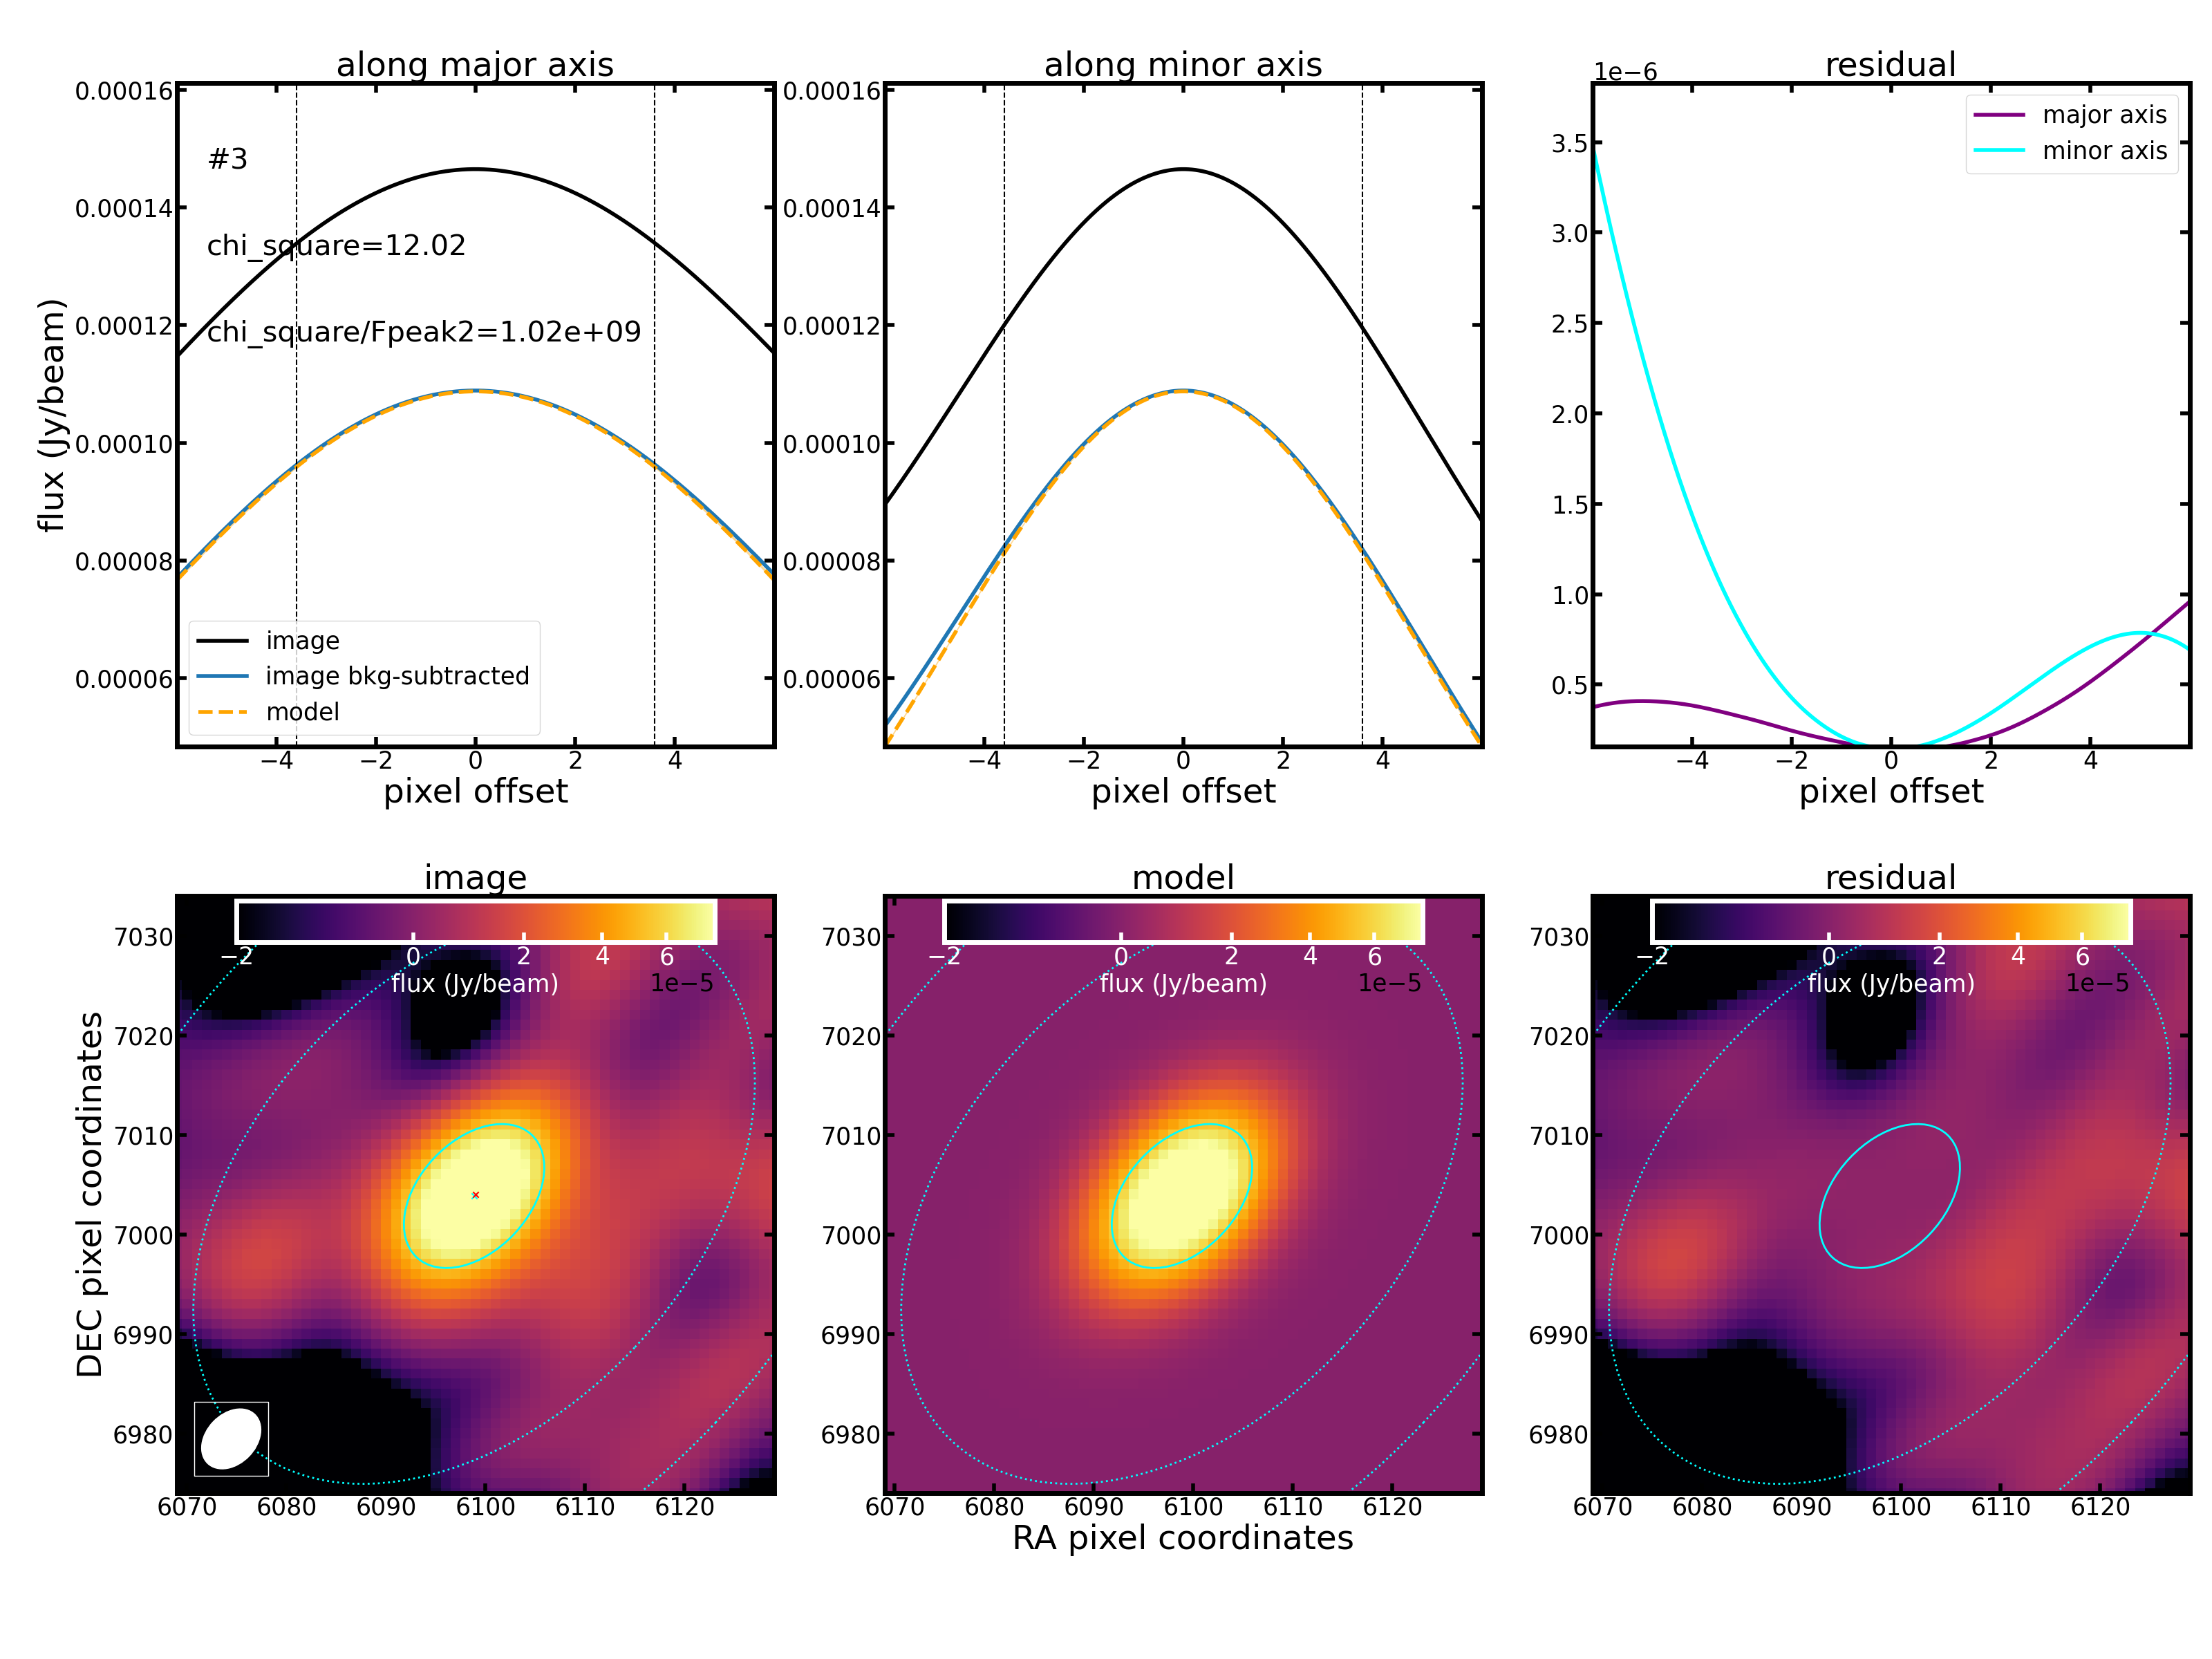 along major axis
along minor axis
residual
0.00016
0.00014
0.00012
0.00010
0.00008
0.00006
flux (Jy/beam)
#3
chi_square=12.02
chi_square/Fpeak2=1.02e+09
image
image bkg-subtracted
model
−4 −2 0 2 4
pixel offset
0.00016
0.00014
0.00012
0.00010
0.00008
0.00006
−4 −2 0 2 4
pixel offset
1e−6
3.5
3.0
2.5
2.0
1.5
1.0
0.5
major axis
minor axis
−4 −2 0 2 4
pixel offset
image
model
residual
7030
7020
7010
7000
6990
6980
DEC pixel coordinates
−2 0 2 4 6
flux (Jy/beam) 1e−5
6070 6080 6090 6100 6110 6120
7030
7020
7010
7000
6990
6980
−2 0 2 4 6
flux (Jy/beam) 1e−5
6070 6080 6090 6100 6110 6120
RA pixel coordinates
7030
7020
7010
7000
6990
6980
−2 0 2 4 6
flux (Jy/beam) 1e−5
6070 6080 6090 6100 6110 6120